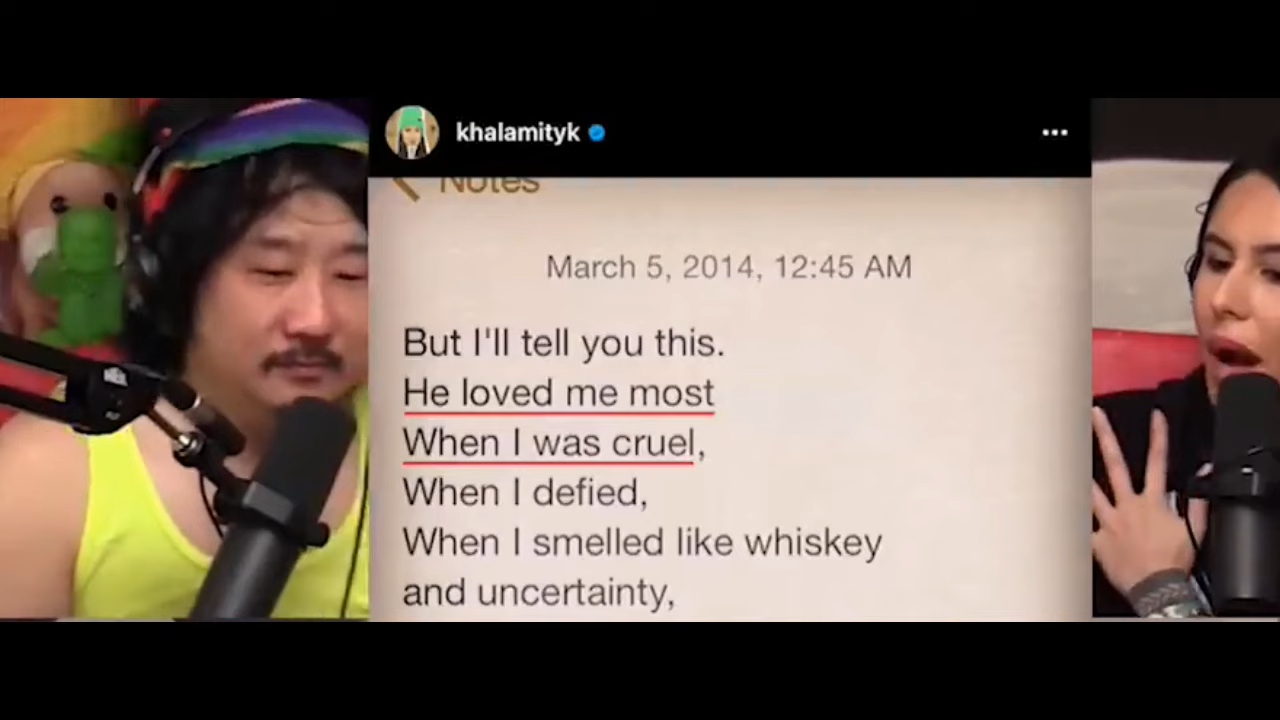 khalamityk
Notes
March 5, 2014, 12:45 AM
But I'll tell you this.
He loved me most
When I was cruel,
When I defied,
When I smelled like whiskey
and uncertainty,